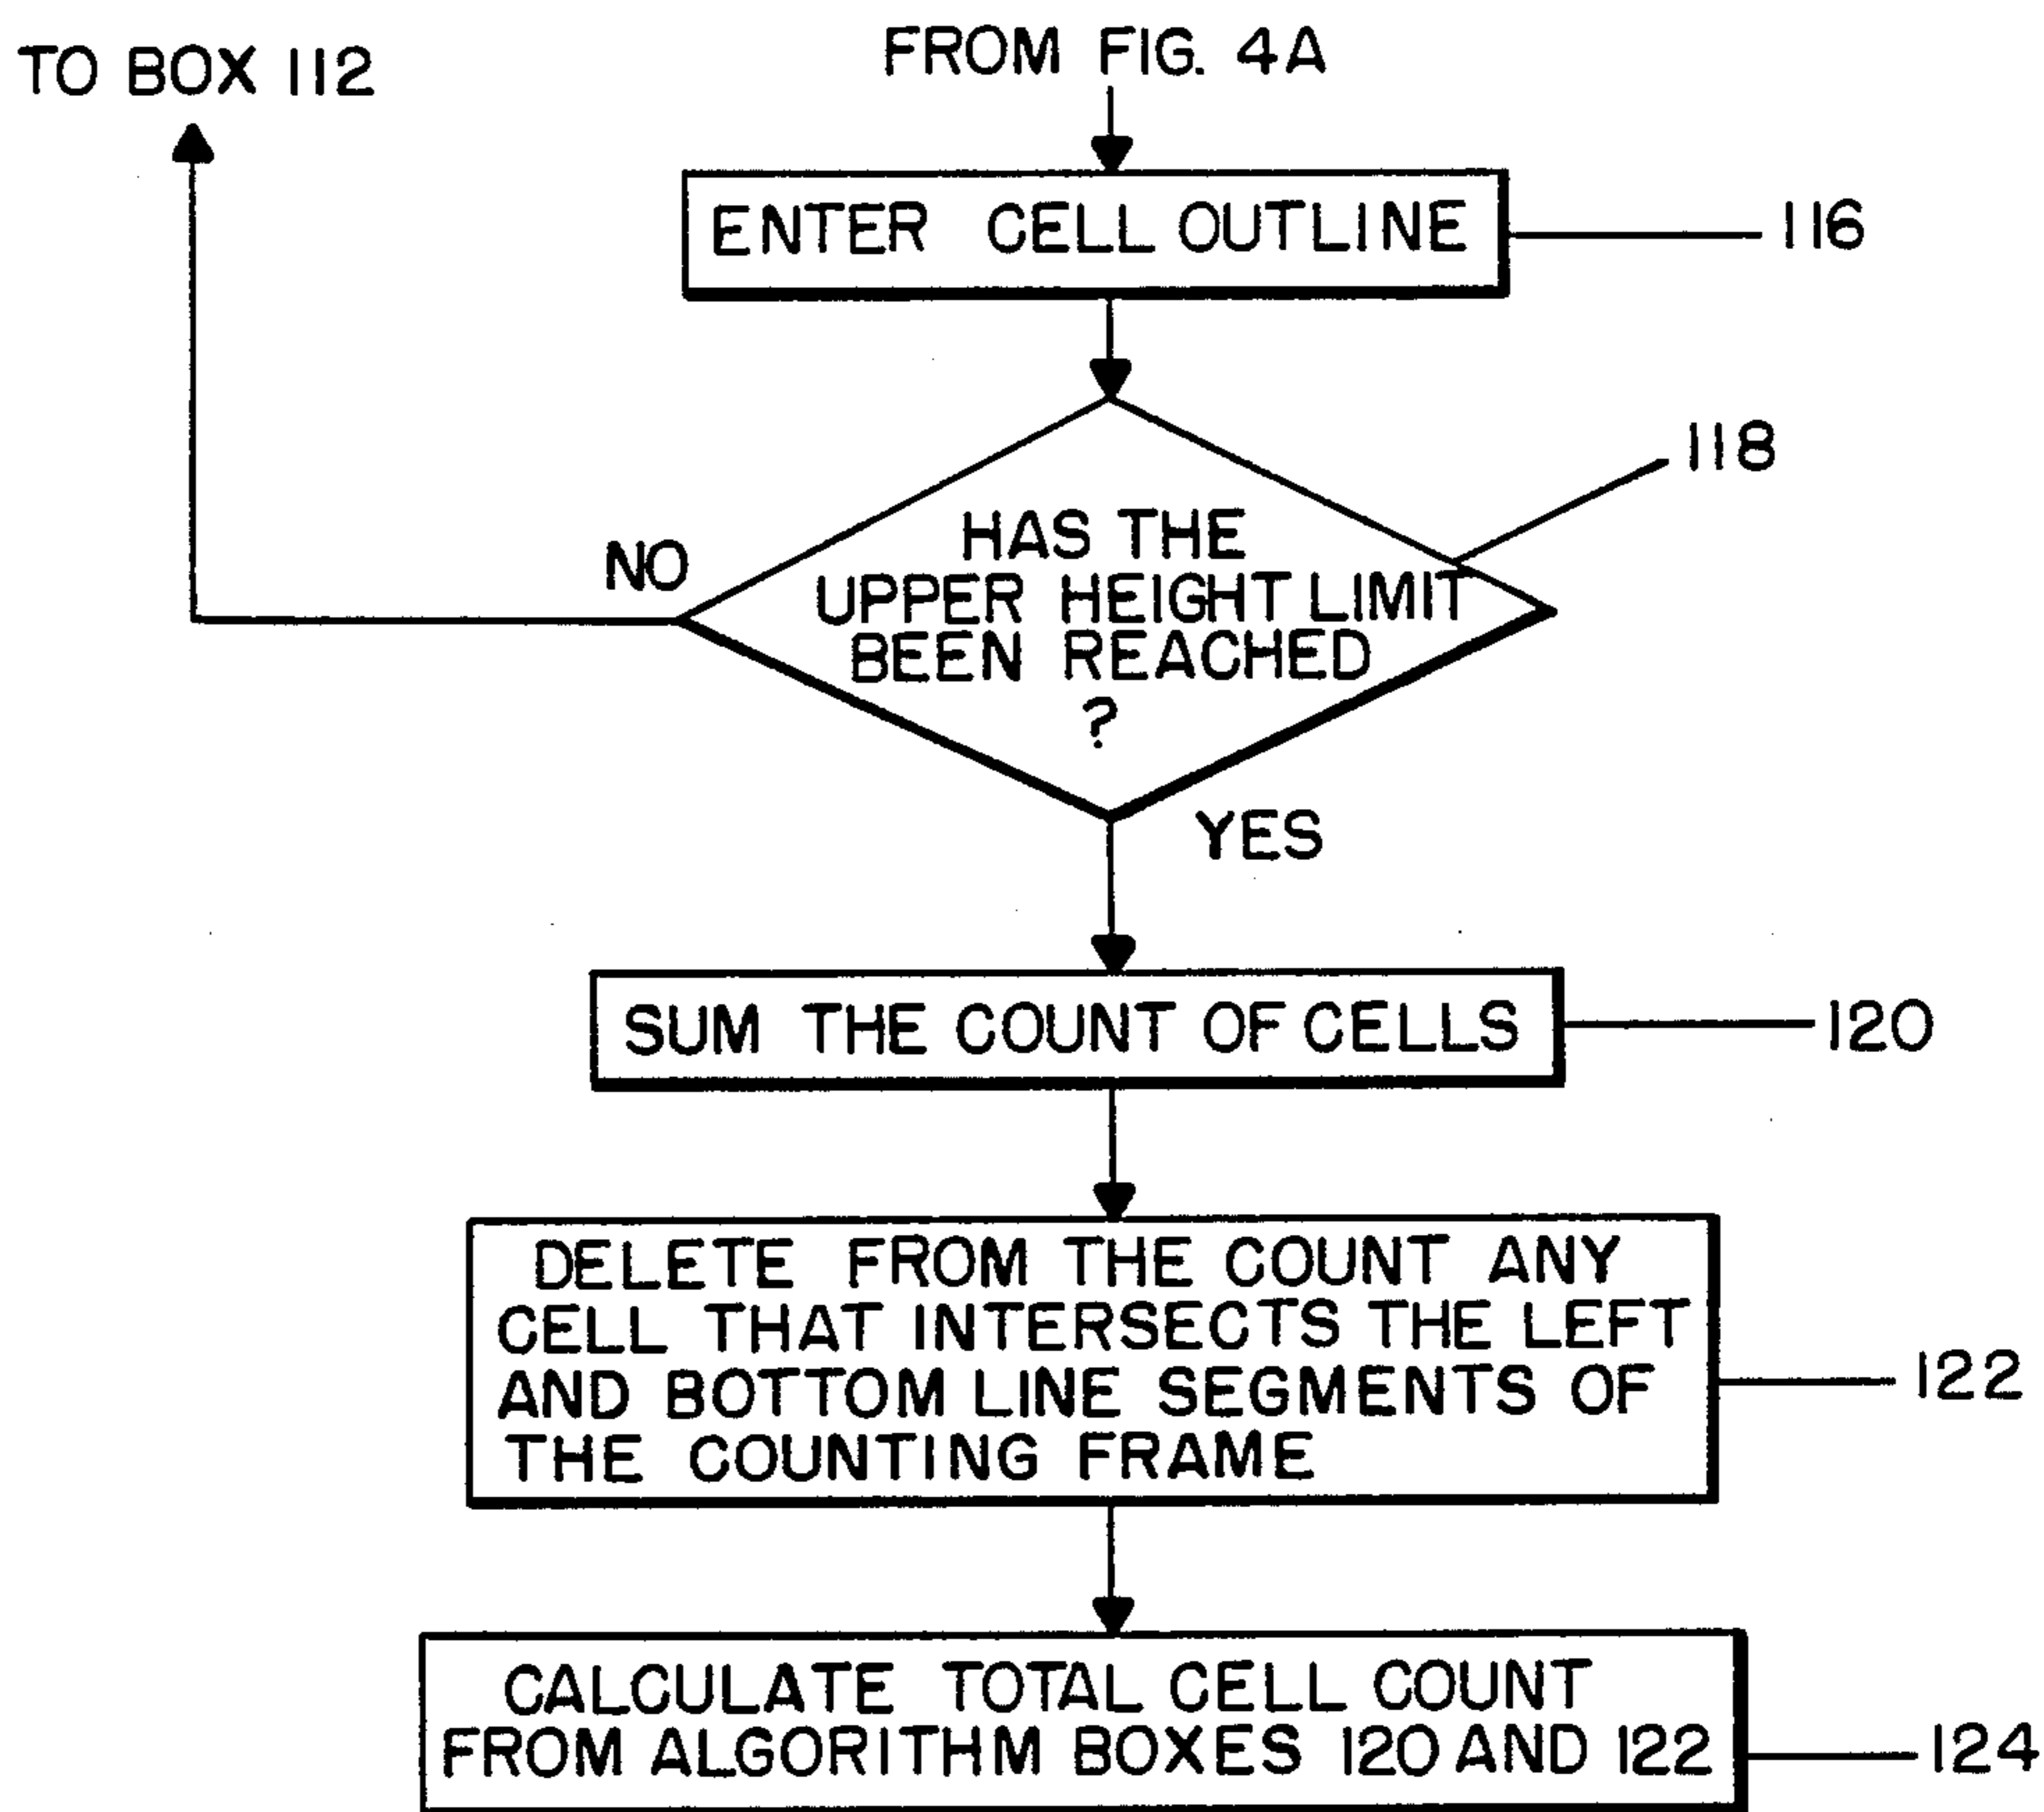 TO BOX 112
FROM FIG. 4A
ENTER CELL OUTLINE
116
118
HAS THE
UPPER HEIGHT LIMIT
BEEN REACHED
?
NO
YES
SUM THE COUNT OF CELLS
120
DELETE FROM THE COUNT ANY
CELL THAT INTERSECTS THE LEFT
AND BOTTOM LINE SEGMENTS OF
THE COUNTING FRAME
122
CALCULATE TOTAL CELL COUNT
FROM ALGORITHM BOXES 120 AND 122
124